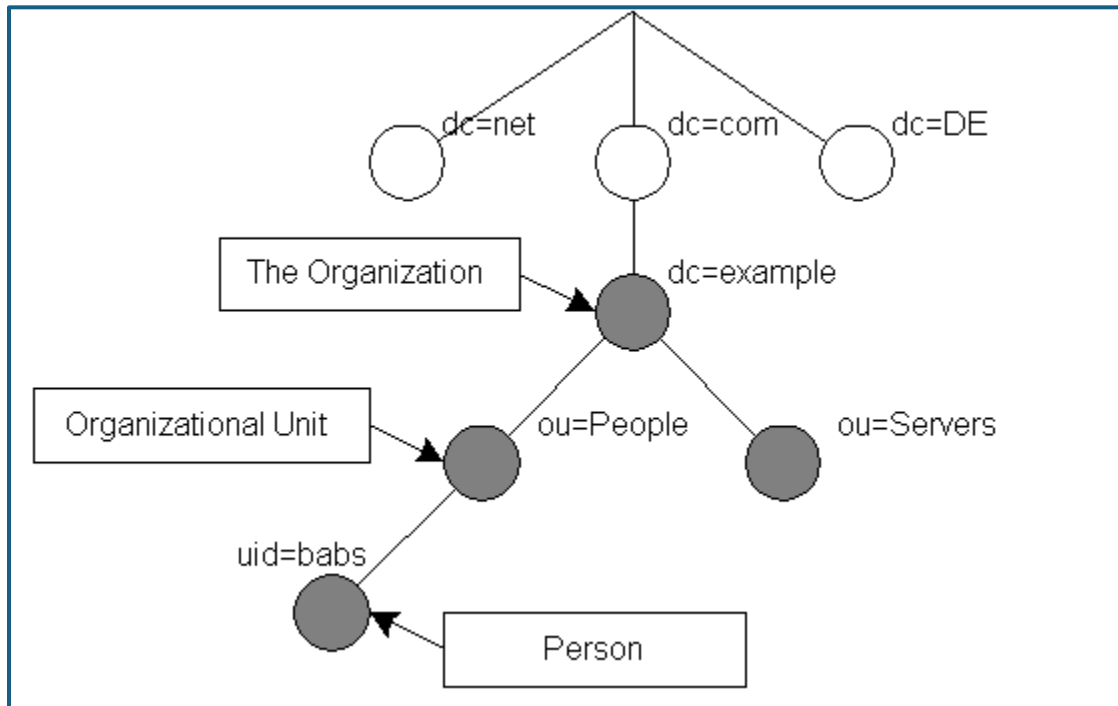 dc=net
dc=com
dc=DE
The Organization
dc=example
Organizational Unit
ou=People
ou=Servers
uid=babs
Person